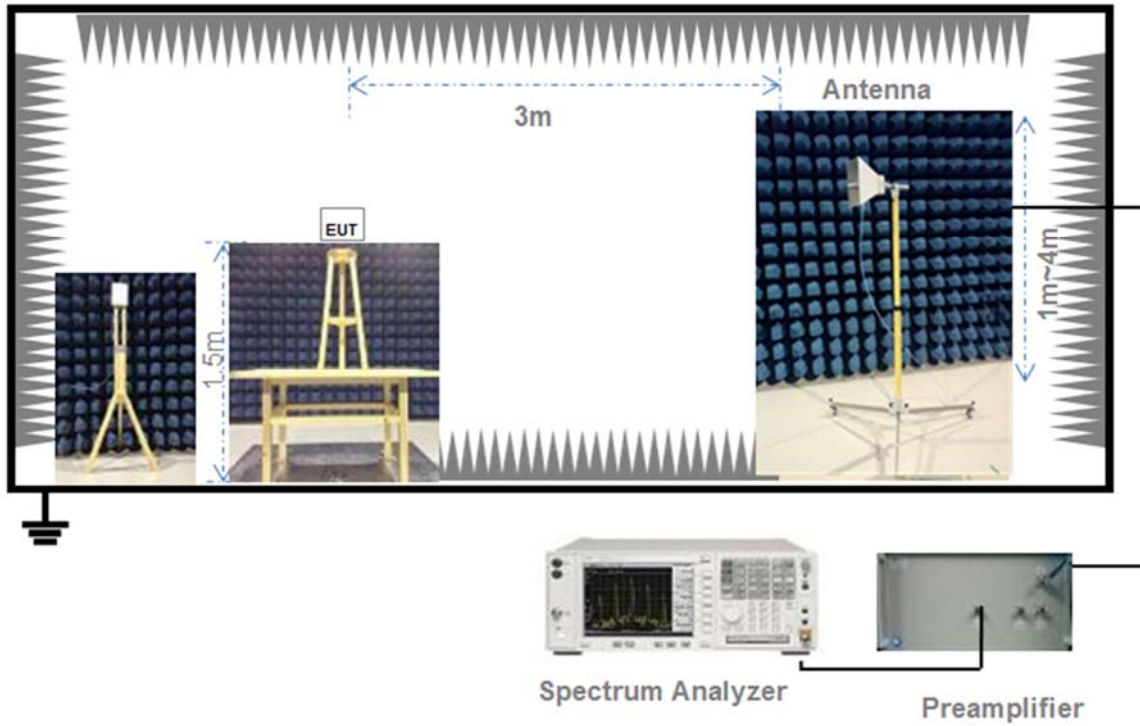 Antenna
3m
EUT
1.5m
1m~4m
Spectrum Analyzer
Preamplifier